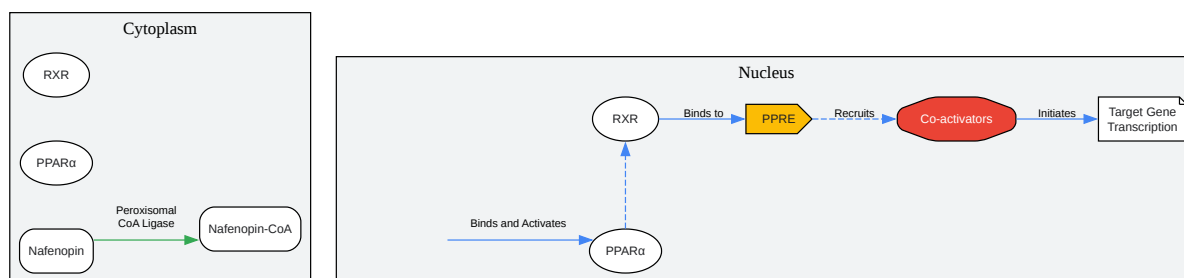 Cytoplasm
RXR
PPARα
Peroxisomal
CoA Ligase
Nafenopin
Nafenopin-CoA
Nucleus
RXR
Binds to
PPRE
Recruits
Co-activators
Initiates
Target Gene
Transcription
Binds and Activates
PPARα